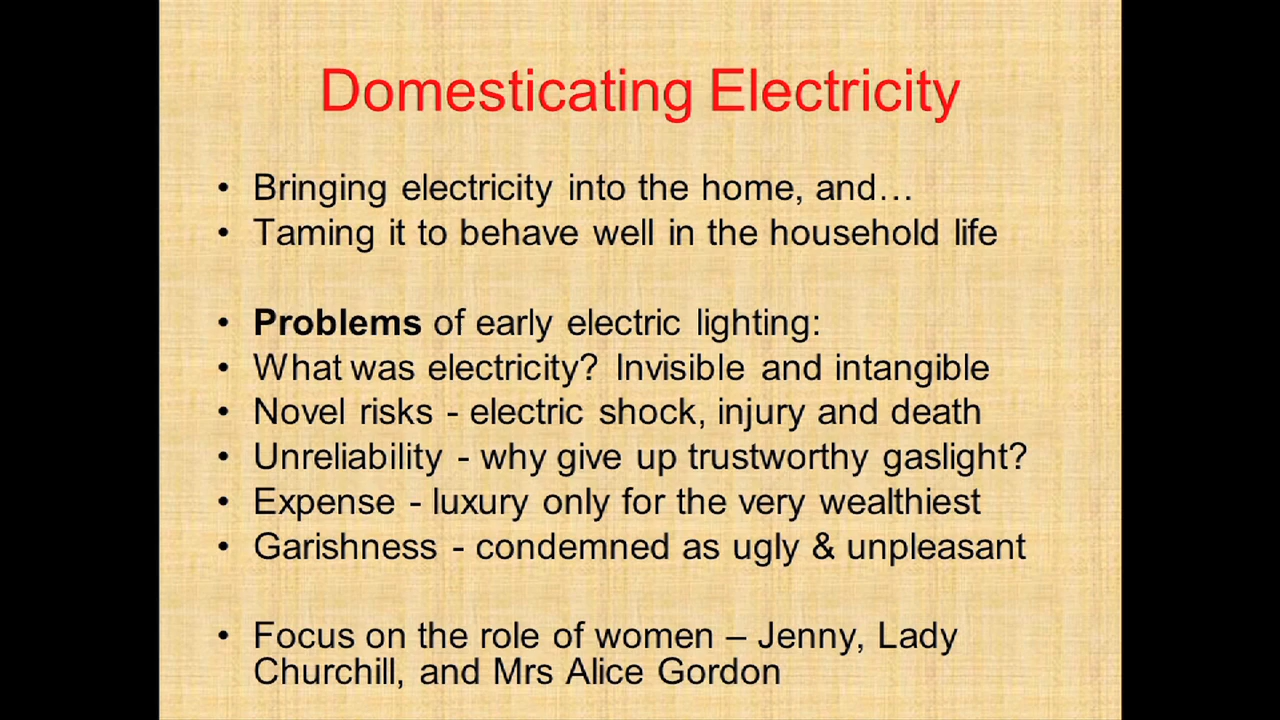 Domesticating Electricity
• Bringing electricity into the home, and…
• Taming it to behave well in the household life
• Problems of early electric lighting:
• What was electricity? Invisible and intangible
• Novel risks - electric shock, injury and death
• Unreliability - why give up trustworthy gaslight?
• Expense - luxury only for the very wealthiest
• Garishness - condemned as ugly & unpleasant
• Focus on the role of women – Jenny, Lady
Churchill, and Mrs Alice Gordon